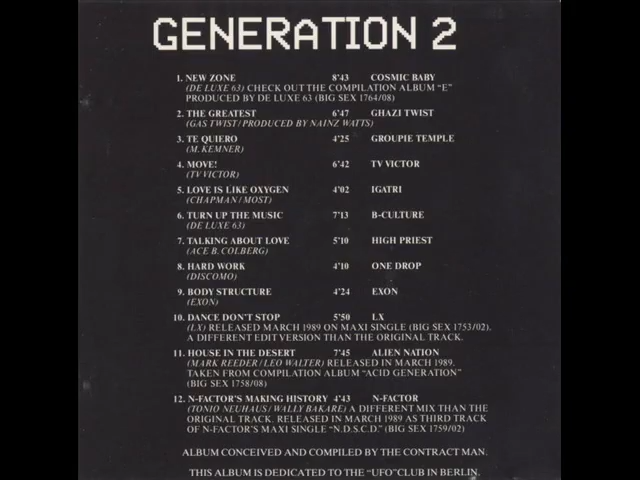 GENERATION 2
1. NEW ZONE 8'43 COSMIC BABY
(DE LUXE 63) CHECK OUT THE COMPILATION ALBUM "E"
PRODUCED BY DE LUXE 63 (BIG SEX 1764/08)
2. THE GREATEST 6'47 GHAZI TWIST
(GAS TWIST/PRODUCED BY NAINZ WATTS)
3. TE QUIERO 4'25 GROUPIE TEMPLE
(M. KEMNER)
4. MOVE! 6'42 TV VICTOR
(TV VICTOR)
5. LOVE IS LIKE OXYGEN 4'02 IGATRI
(CHAPMAN/MOST)
6. TURN UP THE MUSIC 7'13 B-CULTURE
(DE LUXE 63)
7. TALKING ABOUT LOVE 5'10 HIGH PRIEST
(ACE B. COLBERG)
8. HARD WORK 4'10 ONE DROP
(DISCOMO)
9. BODY STRUCTURE 4'24 EXON
(EXON)
10. DANCE DON'T STOP 5'50 LX
(LX) RELEASED MARCH 1989 ON MAXI SINGLE (BIG SEX 1753/02).
A DIFFERENT EDIT VERSION THAN THE ORIGINAL TRACK.
11. HOUSE IN THE DESERT 7'45 ALIEN NATION
(MARK REEDER/LEO WALTER) RELEASED IN MARCH 1989.
TAKEN FROM COMPILATION ALBUM "ACID GENERATION"
(BIG SEX 1758/08)
12. N-FACTOR'S MAKING HISTORY 4'43 N-FACTOR
(TONIO NEUHAUS/WALLY BAKARE) A DIFFERENT MIX THAN THE
ORIGINAL TRACK. RELEASED IN MARCH 1989 AS THIRD TRACK
OF N-FACTOR'S MAXI SINGLE "N.D.S.C.D." (BIG SEX 1759/02)
ALBUM CONCEIVED AND COMPILED BY THE CONTRACT MAN.
THIS ALBUM IS DEDICATED TO THE "UFO"CLUB IN BERLIN.